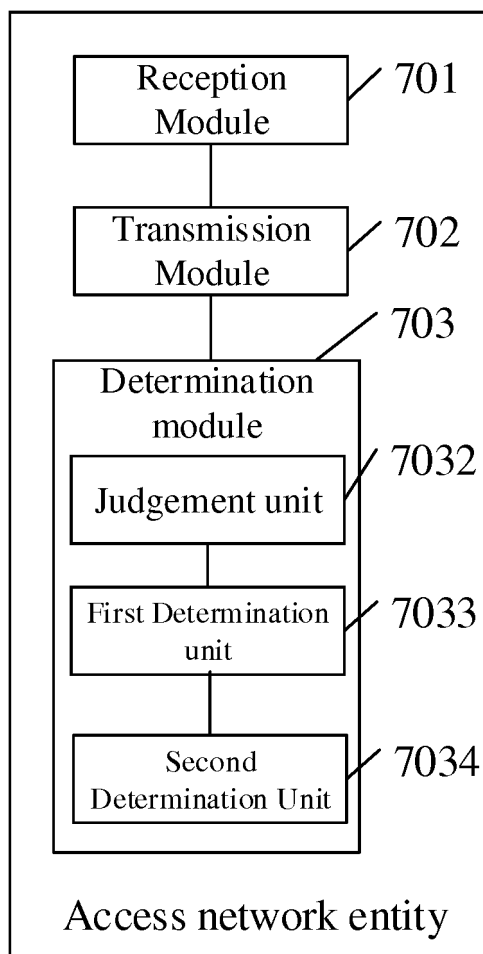 Reception
Module
701
Transmission
Module
702
703
Determination
module
7032
Judgement unit
First Determination
unit
7033
Second
Determination Unit
7034
Access network entity